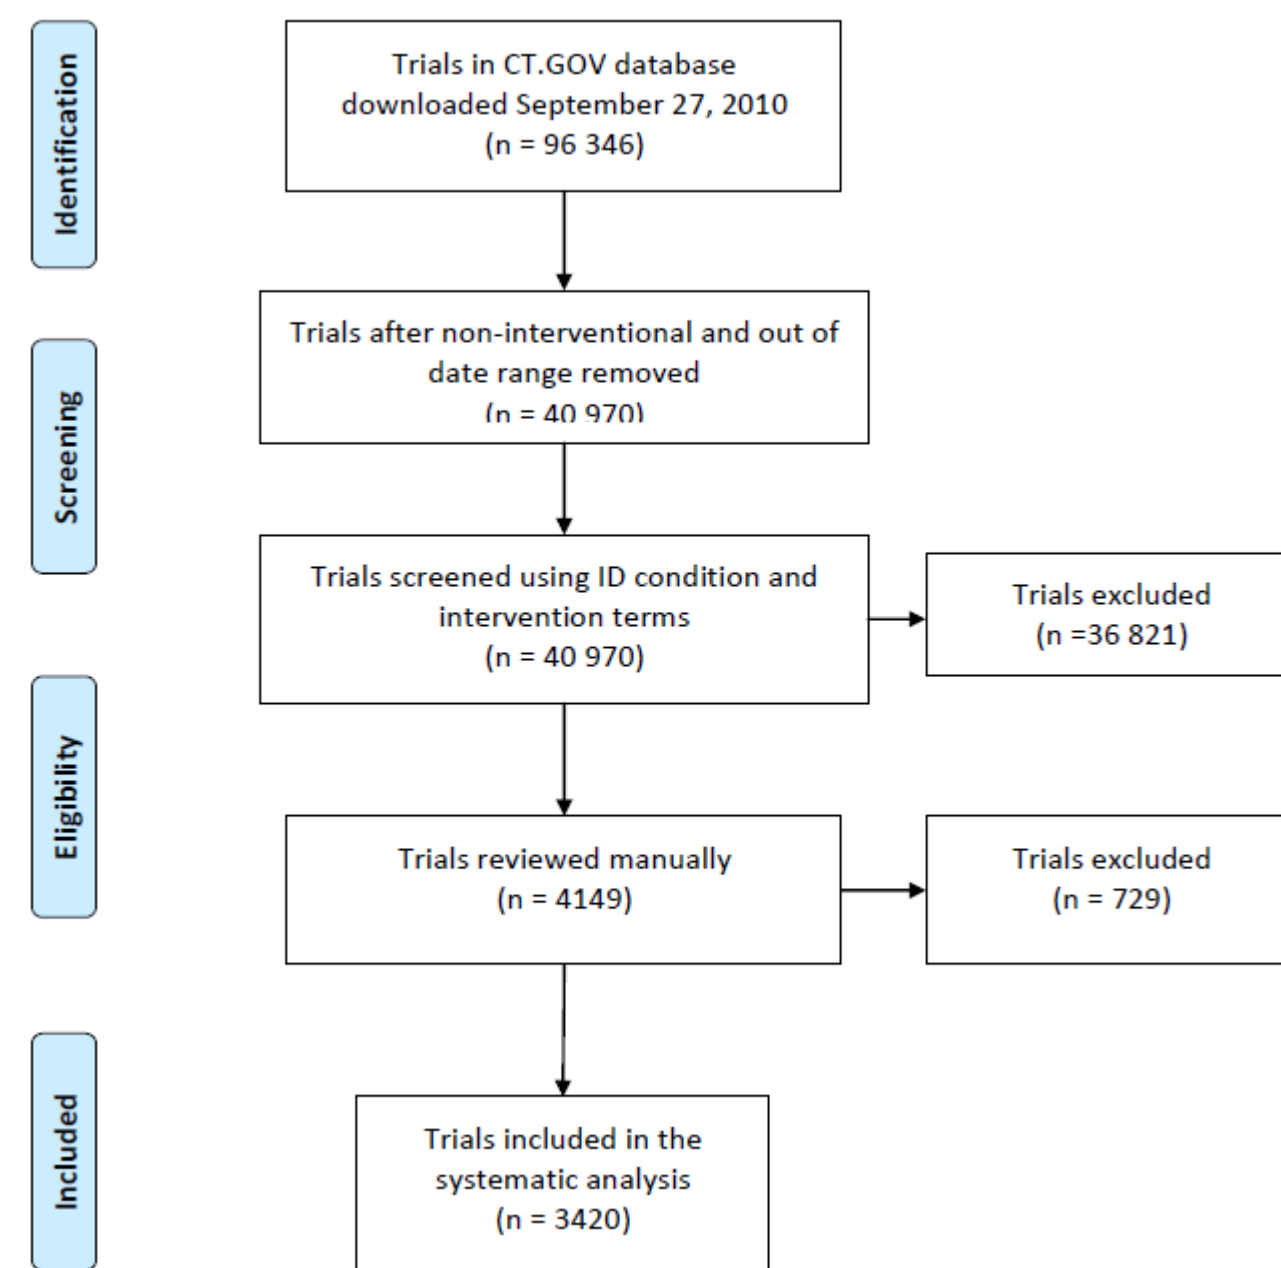 Identification
Trials in CT.GOV database
downloaded September 27, 2010
(n = 96 346)
Screening
Trials after non-interventional and out of
date range removed
(n = 40 970)
Trials screened using ID condition and
intervention terms
(n = 40 970)
Trials excluded
(n =36 821)
Eligibility
Trials reviewed manually
(n = 4149)
Trials excluded
(n = 729)
Included
Trials included in the
systematic analysis
(n = 3420)